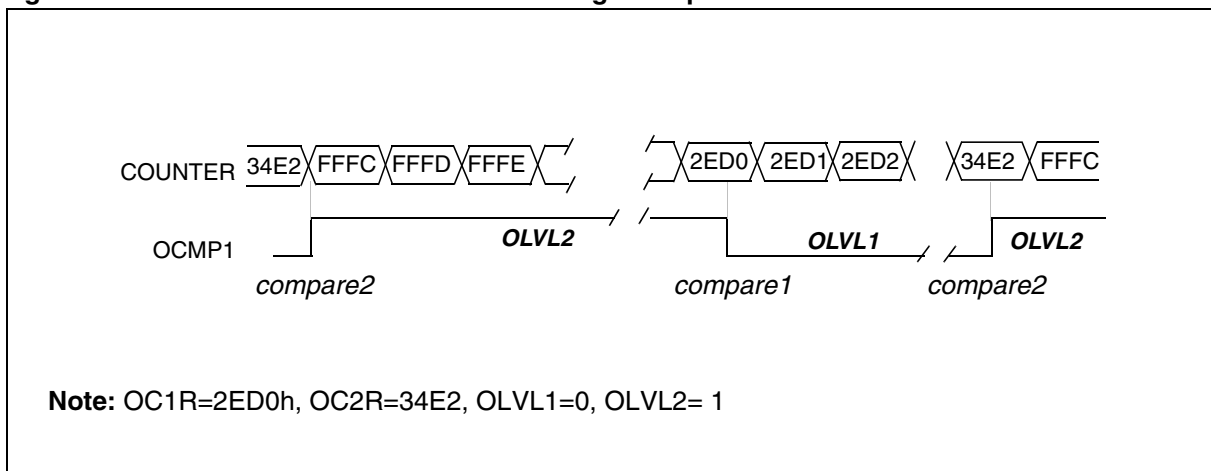 COUNTER 34E2 FFFC FFFD FFFE 2ED0 2ED1 2ED2 34E2 FFFC
OCMP1 OLVL2 OLVL1 OLVL2
compare2 compare1 compare2
Note: OC1R=2ED0h, OC2R=34E2, OLVL1=0, OLVL2= 1